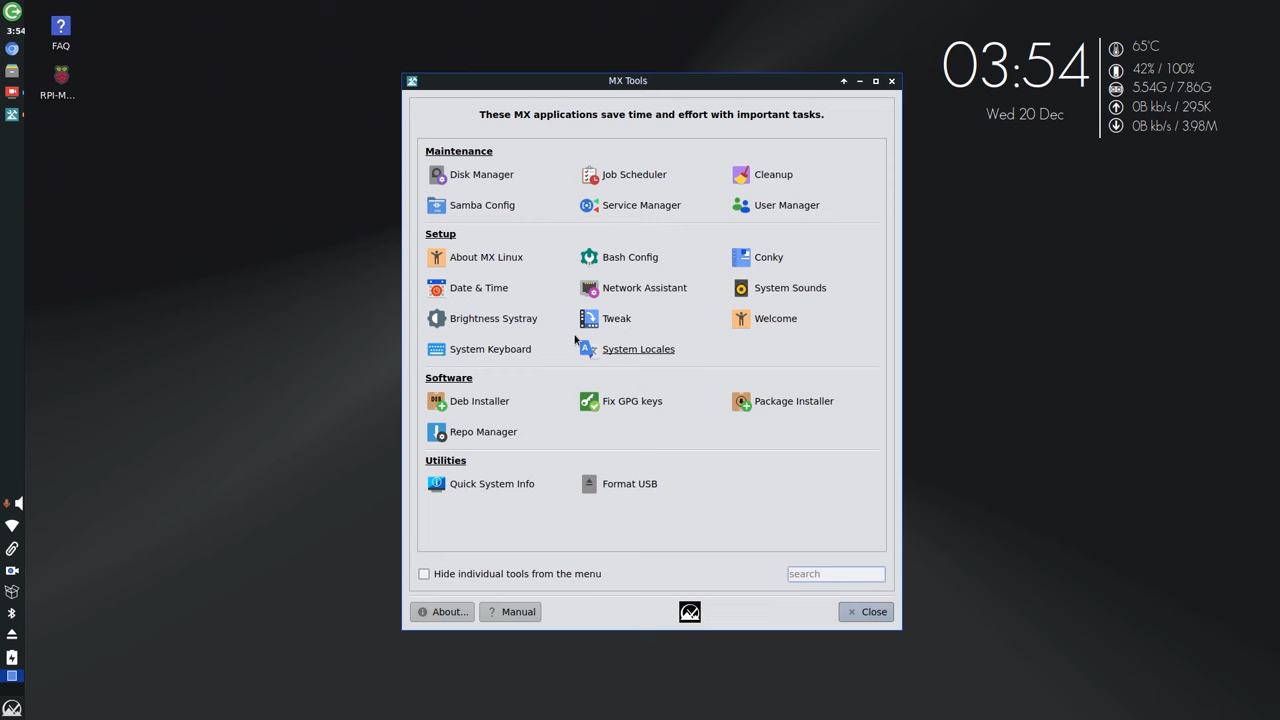 3:54
FAQ
RPI-M...
MX Tools
These MX applications save time and effort with important tasks.
Maintenance
Disk Manager
Job Scheduler
Cleanup
Samba Config
Service Manager
User Manager
Setup
About MX Linux
Bash Config
Conky
Date & Time
Network Assistant
System Sounds
Brightness Systray
Tweak
Welcome
System Keyboard
System Locales
Software
Deb Installer
Fix GPG keys
Package Installer
Repo Manager
Utilities
Quick System Info
Format USB
Hide individual tools from the menu
search
About...
? Manual
Close
03:54
Wed 20 Dec
65°C
42% / 100%
5.54G / 7.86G
0B kb/s / 295K
0B kb/s / 3.98M